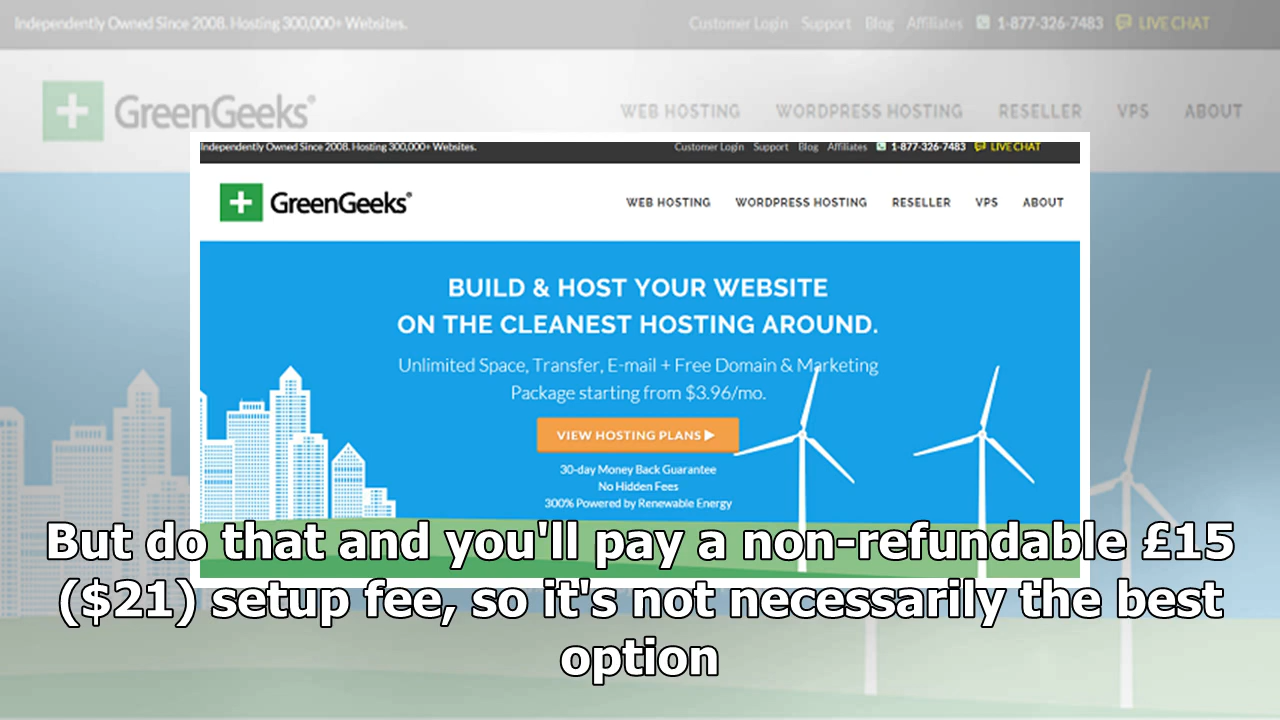 Independently Owned Since 2008. Hosting 300,000+ Websites. Customer Login Support Blog Affiliates 1-877-326-7483 LIVE CHAT
GreenGeeks® WEB HOSTING WORDPRESS HOSTING RESELLER VPS ABOUT
Independently Owned Since 2008. Hosting 300,000+ Websites. Customer Login Support Blog Affiliates 1-877-326-7483 LIVE CHAT
GreenGeeks® WEB HOSTING WORDPRESS HOSTING RESELLER VPS ABOUT
BUILD & HOST YOUR WEBSITE
ON THE CLEANEST HOSTING AROUND.
Unlimited Space, Transfer, E-mail + Free Domain & Marketing
Package starting from $3.96/mo.
VIEW HOSTING PLANS
30-day Money Back Guarantee
No Hidden Fees
300% Powered by Renewable Energy
But do that and you'll pay a non-refundable £15
($21) setup fee, so it's not necessarily the best
option